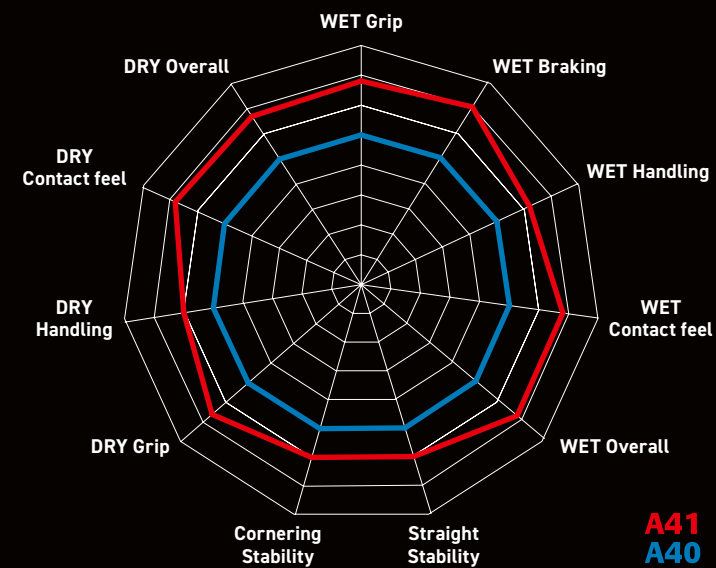 WET Grip
DRY Overall
WET Braking
DRY
Contact feel
WET Handling
DRY
Handling
WET
Contact feel
DRY Grip
WET Overall
Cornering
Stability
Straight
Stability
A41
A40